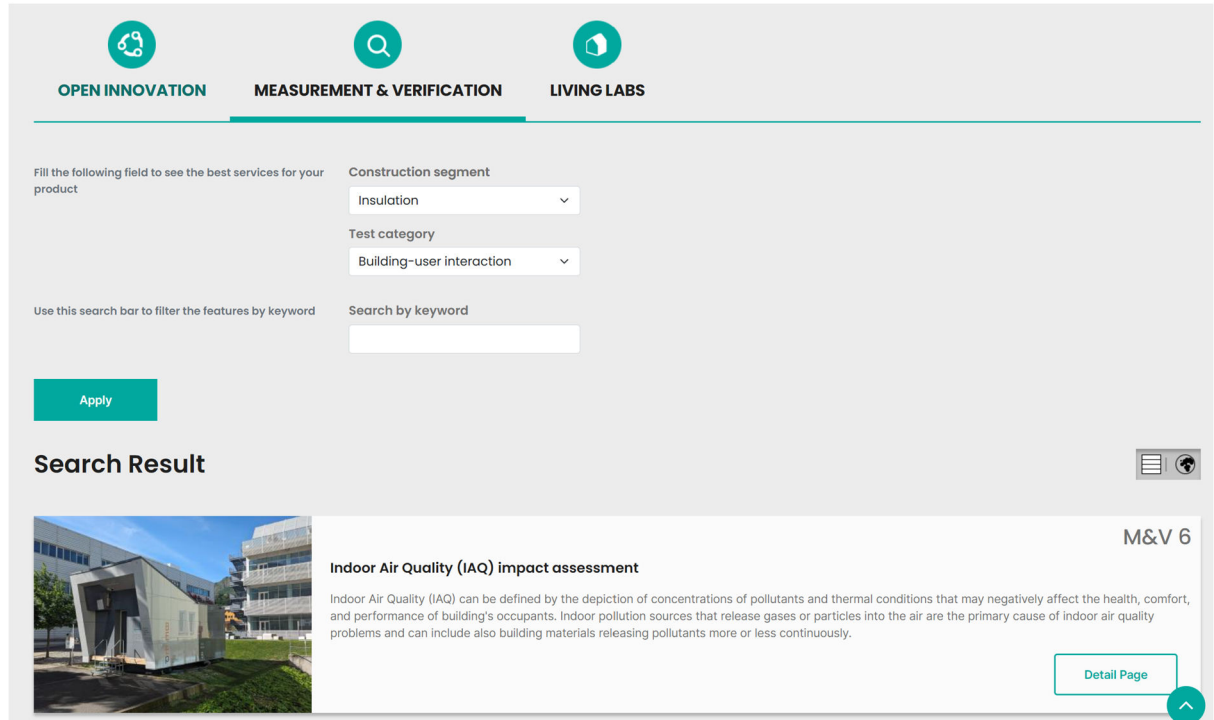 OPEN INNOVATION
MEASUREMENT & VERIFICATION
LIVING LABS
Fill the following field to see the best services for your
product
Construction segment
Insulation
Test category
Building-user interaction
Use this search bar to filter the features by keyword
Search by keyword
Apply
Search Result
M&V 6
Indoor Air Quality (IAQ) impact assessment
Indoor Air Quality (IAQ) can be defined by the depiction of concentrations of pollutants and thermal conditions that may negatively affect the health, comfort,
and performance of building's occupants. Indoor pollution sources that release gases or particles into the air are the primary cause of indoor air quality
problems and can include also building materials releasing pollutants more or less continuously.
Detail Page